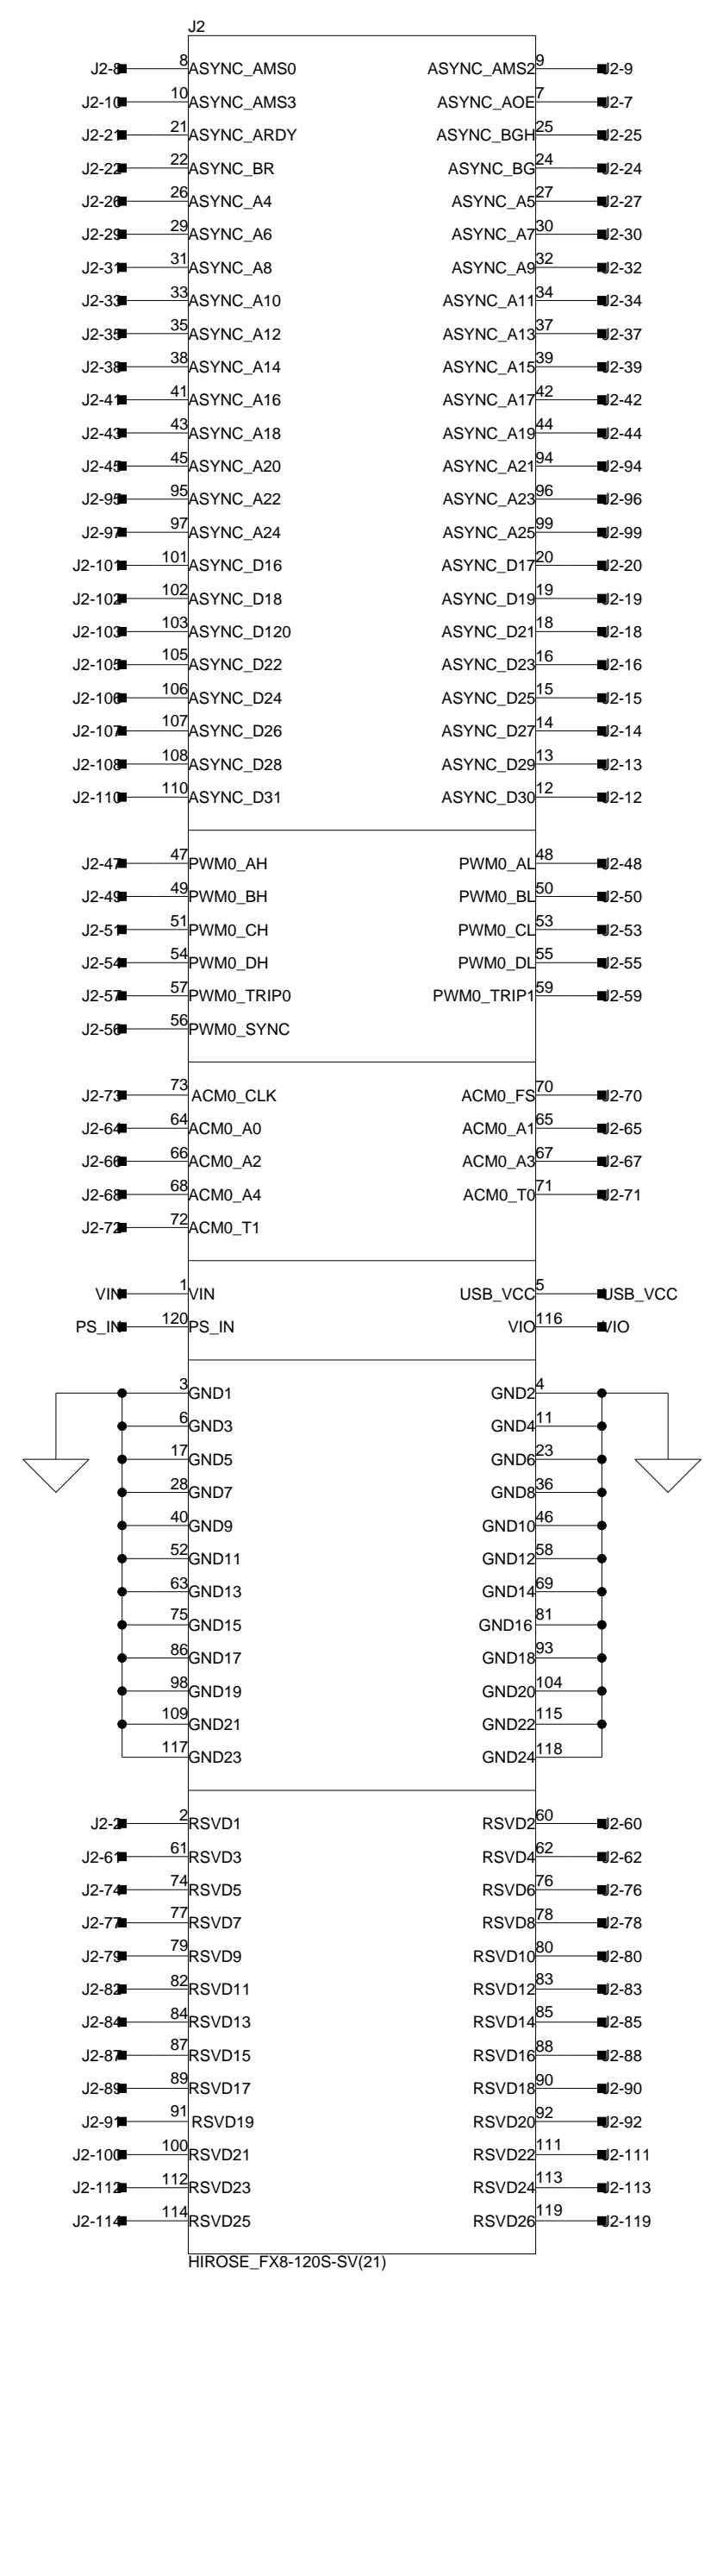 J2
J2-8 8 ASYNC_AMS0 ASYNC_AMS2 9 J2-9
J2-10 10 ASYNC_AMS3 ASYNC_AOE 7 J2-7
J2-21 21 ASYNC_ARDY ASYNC_BGH 25 J2-25
J2-22 22 ASYNC_BR ASYNC_BG 24 J2-24
J2-26 26 ASYNC_A4 ASYNC_A5 27 J2-27
J2-29 29 ASYNC_A6 ASYNC_A7 30 J2-30
J2-31 31 ASYNC_A8 ASYNC_A9 32 J2-32
J2-33 33 ASYNC_A10 ASYNC_A11 34 J2-34
J2-35 35 ASYNC_A12 ASYNC_A13 37 J2-37
J2-38 38 ASYNC_A14 ASYNC_A15 39 J2-39
J2-41 41 ASYNC_A16 ASYNC_A17 42 J2-42
J2-43 43 ASYNC_A18 ASYNC_A19 44 J2-44
J2-45 45 ASYNC_A20 ASYNC_A21 94 J2-94
J2-95 95 ASYNC_A22 ASYNC_A23 96 J2-96
J2-97 97 ASYNC_A24 ASYNC_A25 99 J2-99
J2-101 101 ASYNC_D16 ASYNC_D17 20 J2-20
J2-102 102 ASYNC_D18 ASYNC_D19 19 J2-19
J2-103 103 ASYNC_D120 ASYNC_D21 18 J2-18
J2-105 105 ASYNC_D22 ASYNC_D23 16 J2-16
J2-106 106 ASYNC_D24 ASYNC_D25 15 J2-15
J2-107 107 ASYNC_D26 ASYNC_D27 14 J2-14
J2-108 108 ASYNC_D28 ASYNC_D29 13 J2-13
J2-110 110 ASYNC_D31 ASYNC_D30 12 J2-12
J2-47 47 PWM0_AH PWM0_AL 48 J2-48
J2-49 49 PWM0_BH PWM0_BL 50 J2-50
J2-51 51 PWM0_CH PWM0_CL 53 J2-53
J2-54 54 PWM0_DH PWM0_DL 55 J2-55
J2-57 57 PWM0_TRIP0 PWM0_TRIP1 59 J2-59
J2-56 56 PWM0_SYNC
J2-73 73 ACM0_CLK ACM0_FS 70 J2-70
J2-64 64 ACM0_A0 ACM0_A1 65 J2-65
J2-66 66 ACM0_A2 ACM0_A3 67 J2-67
J2-68 68 ACM0_A4 ACM0_T0 71 J2-71
J2-72 72 ACM0_T1
VIN 1 VIN USB_VCC 5 USB_VCC
PS_IN 120 PS_IN VIO 116 VIO
3 GND1 GND2 4
6 GND3 GND4 11
17 GND5 GND6 23
28 GND7 GND8 36
40 GND9 GND10 46
52 GND11 GND12 58
63 GND13 GND14 69
75 GND15 GND16 81
86 GND17 GND18 93
98 GND19 GND20 104
109 GND21 GND22 115
117 GND23 GND24 118
J2-2 2 RSVD1 RSVD2 60 J2-60
J2-61 61 RSVD3 RSVD4 62 J2-62
J2-74 74 RSVD5 RSVD6 76 J2-76
J2-77 77 RSVD7 RSVD8 78 J2-78
J2-79 79 RSVD9 RSVD10 80 J2-80
J2-82 82 RSVD11 RSVD12 83 J2-83
J2-84 84 RSVD13 RSVD14 85 J2-85
J2-87 87 RSVD15 RSVD16 88 J2-88
J2-89 89 RSVD17 RSVD18 90 J2-90
J2-91 91 RSVD19 RSVD20 92 J2-92
J2-100 100 RSVD21 RSVD22 111 J2-111
J2-112 112 RSVD23 RSVD24 113 J2-113
J2-114 114 RSVD25 RSVD26 119 J2-119
HIROSE_FX8-120S-SV(21)